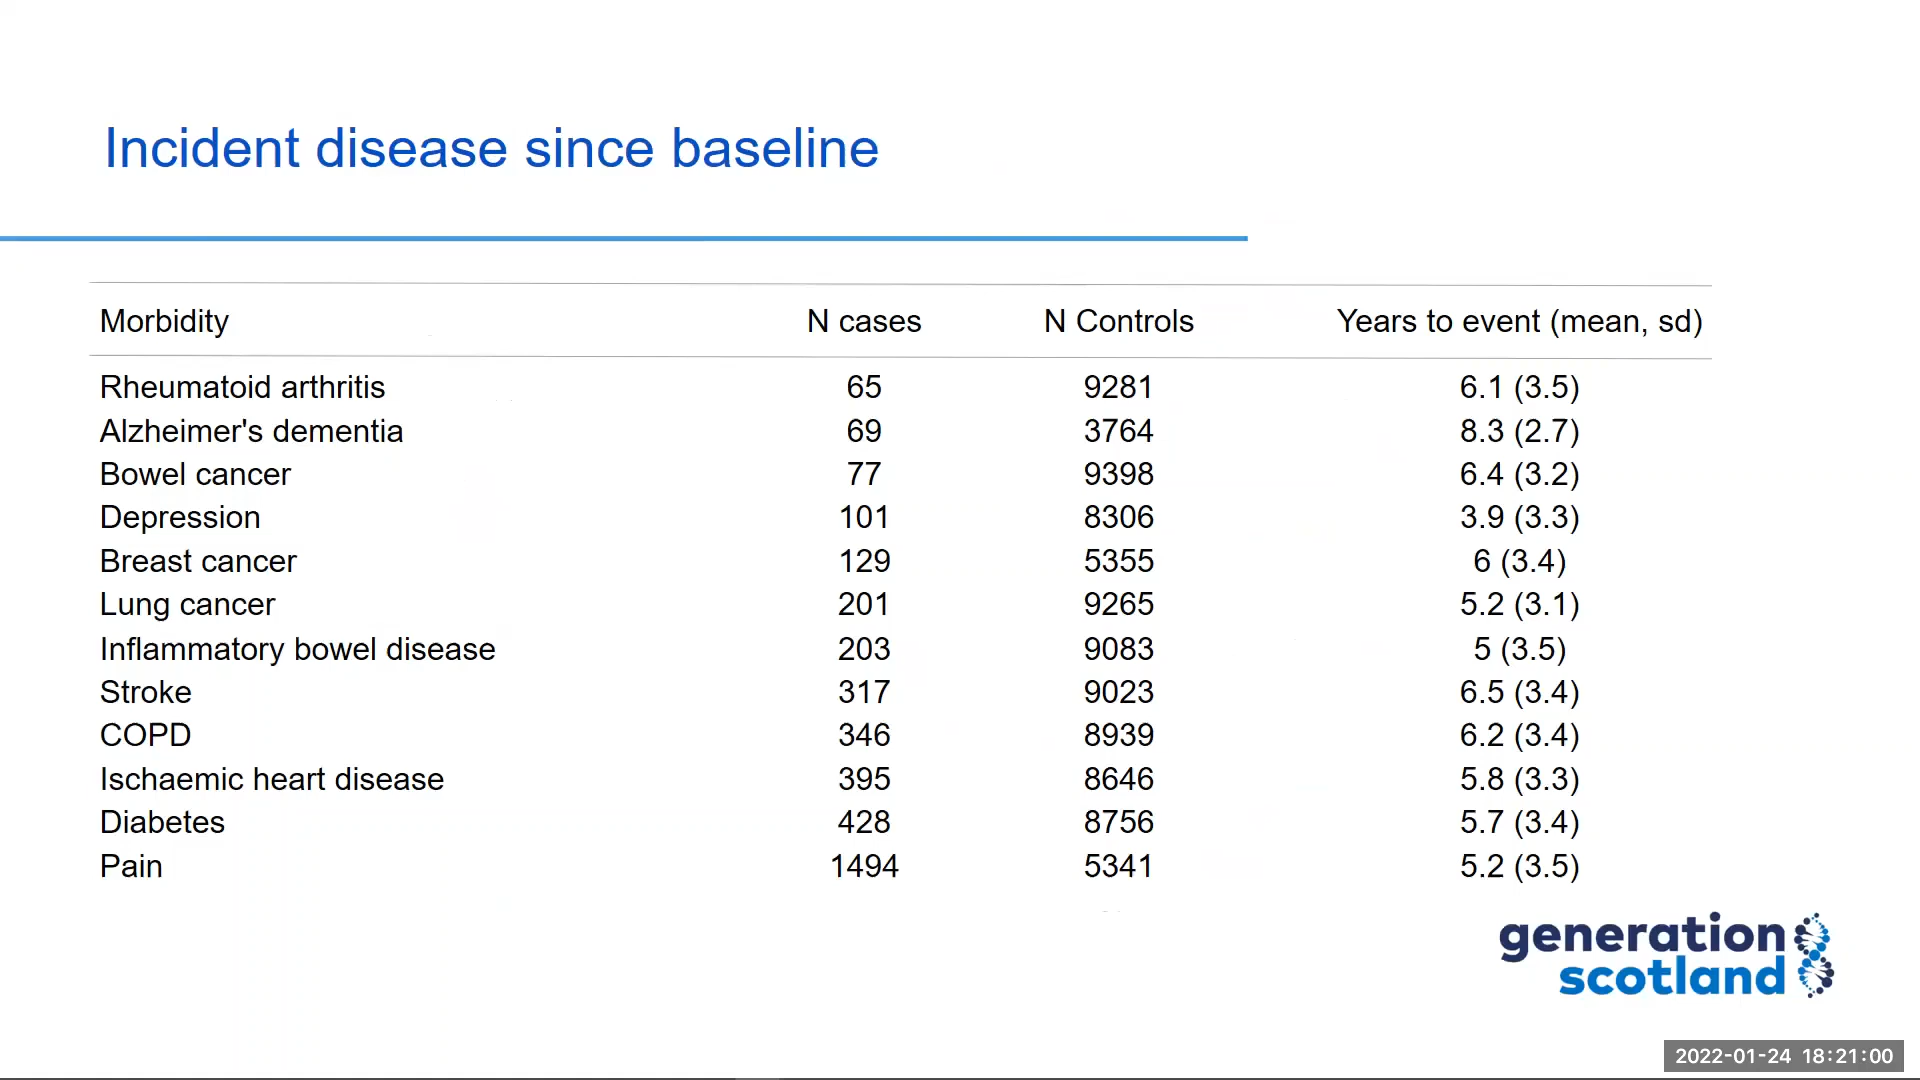 Incident disease since baseline
Morbidity N cases N Controls Years to event (mean, sd)
Rheumatoid arthritis 65 9281 6.1 (3.5)
Alzheimer's dementia 69 3764 8.3 (2.7)
Bowel cancer 77 9398 6.4 (3.2)
Depression 101 8306 3.9 (3.3)
Breast cancer 129 5355 6 (3.4)
Lung cancer 201 9265 5.2 (3.1)
Inflammatory bowel disease 203 9083 5 (3.5)
Stroke 317 9023 6.5 (3.4)
COPD 346 8939 6.2 (3.4)
Ischaemic heart disease 395 8646 5.8 (3.3)
Diabetes 428 8756 5.7 (3.4)
Pain 1494 5341 5.2 (3.5)
generation
scotland
2022-01-24 18:21:00